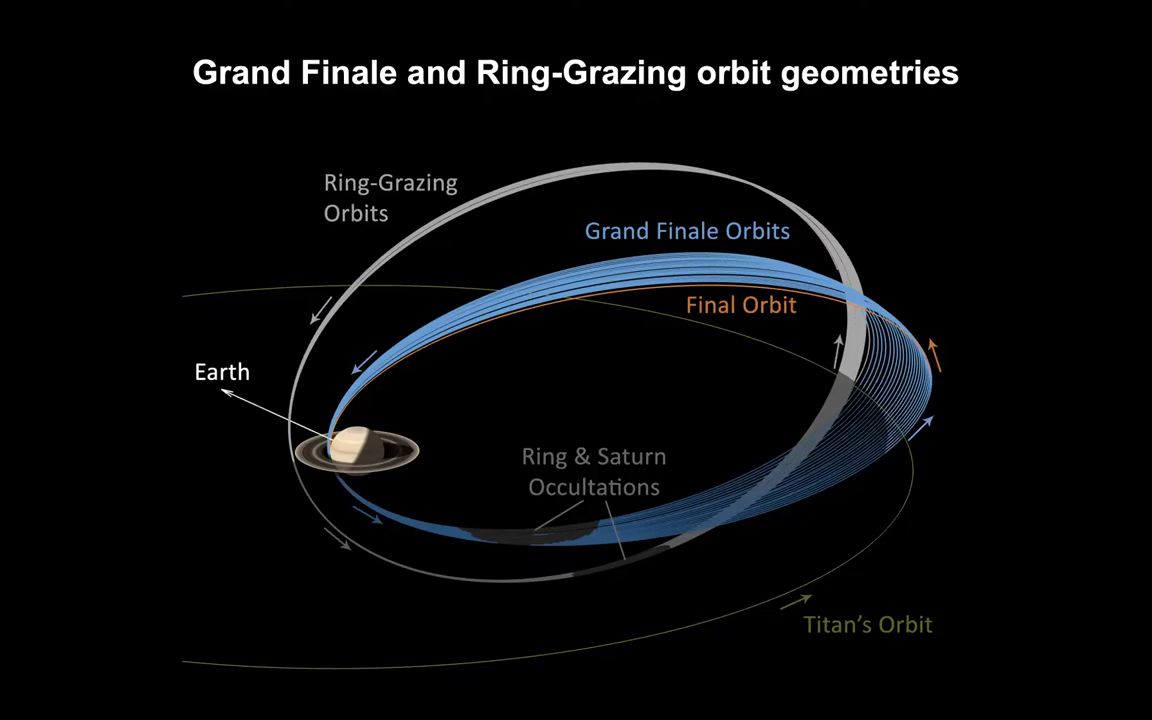 Grand Finale and Ring-Grazing orbit geometries
Ring-Grazing
Orbits
Grand Finale Orbits
Final Orbit
Earth
Ring & Saturn
Occultations
Titan’s Orbit